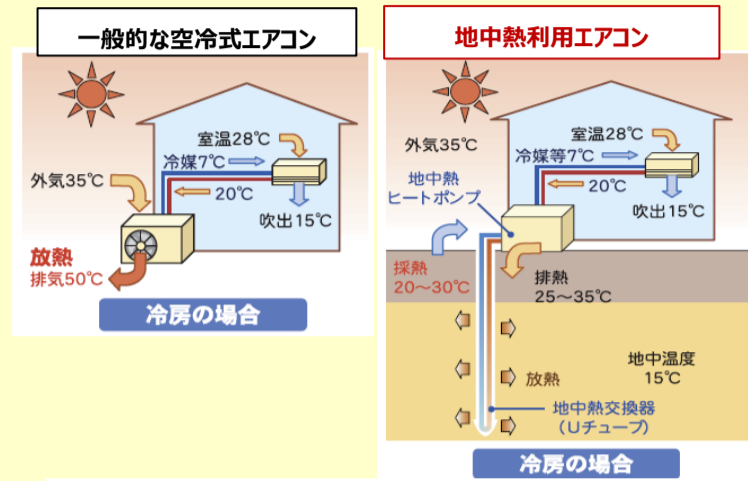 一般的な空冷式エアコン
室温28℃
冷媒7℃
外気35℃
20℃
吹出15℃
放熱
排気50℃
冷房の場合
地中熱利用エアコン
外気35℃
室温28℃
冷媒等7℃
地中熱
ヒートポンプ
20℃
吹出15℃
採熱
20～30℃
排熱
25～35℃
地中温度
15℃
放熱
地中熱交換器
（Uチューブ）
冷房の場合